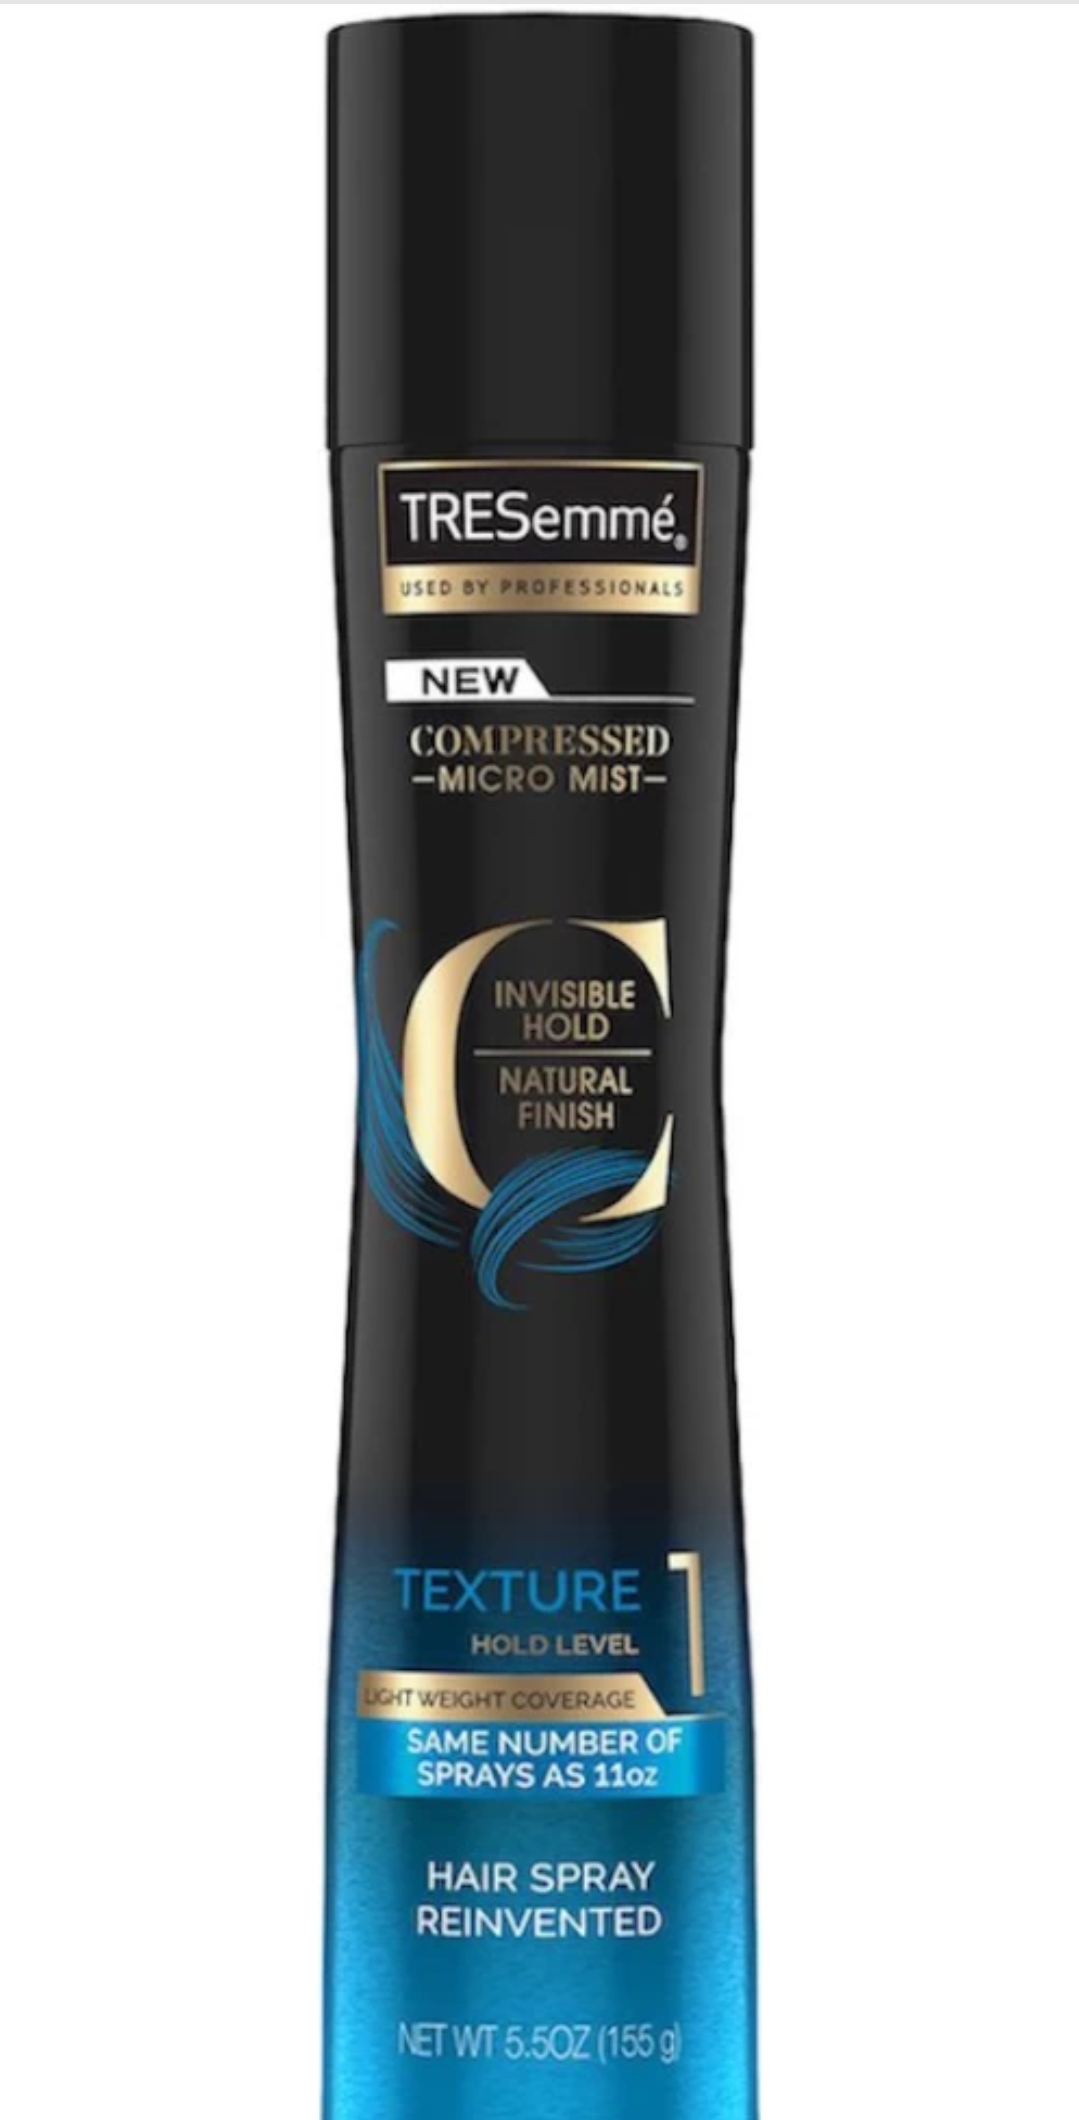 TRESemmé®
USED BY PROFESSIONALS
NEW
COMPRESSED
–MICRO MIST–
C
INVISIBLE
HOLD
NATURAL
FINISH
TEXTURE 1
HOLD LEVEL
LIGHT WEIGHT COVERAGE
SAME NUMBER OF
SPRAYS AS 11oz
HAIR SPRAY
REINVENTED
NET WT 5.5OZ (155 g)